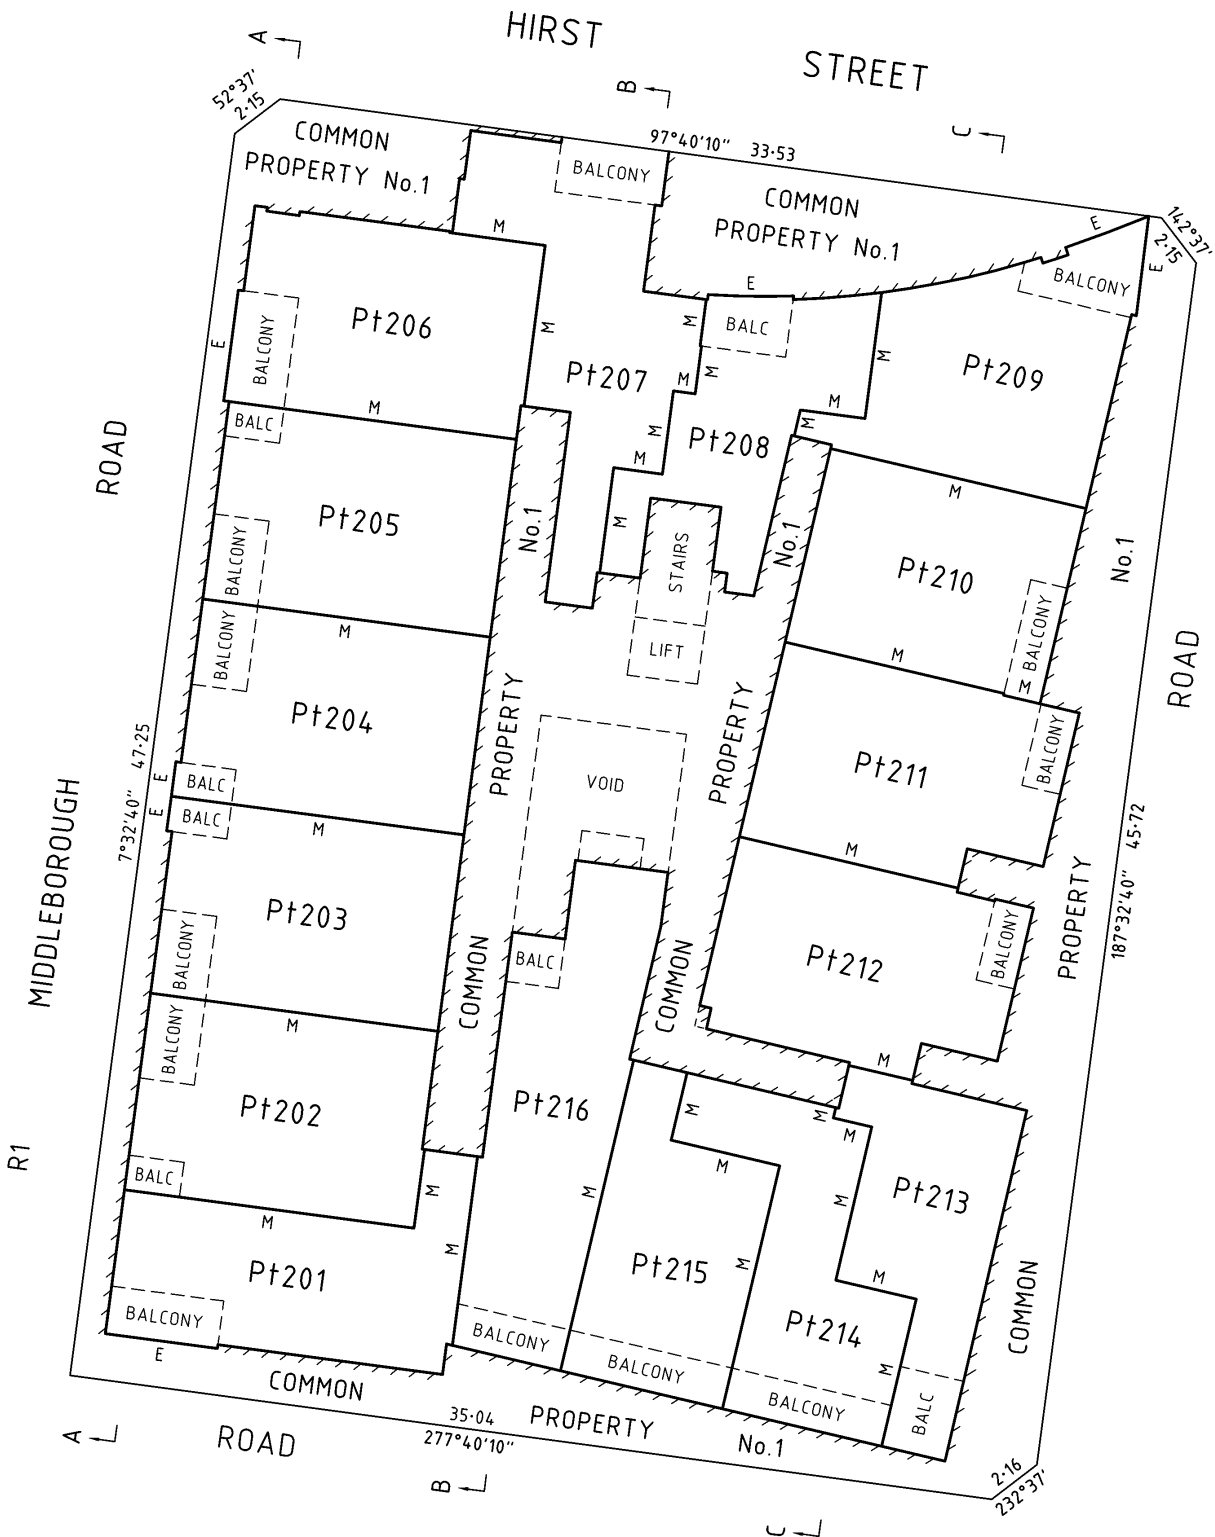 HIRST
STREET
A
B
C
52°37'
2·15
97°40'10" 33·53
142°37'
2·15
COMMON
PROPERTY No.1
BALCONY
COMMON
PROPERTY No.1
E
E
BALCONY
M
E
M
BALC
M
Pt206
BALCONY
E
M
Pt207
M
M
M
Pt209
M
M
M
BALC
Pt208
M
M
M
ROAD
Pt205
BALCONY
No.1
M
STAIRS
No.1
Pt210
No.1
BALCONY
M
BALCONY
LIFT
M
M
ROAD
Pt204
PROPERTY
PROPERTY
BALCONY
7°32'40" 47·25
E
BALC
VOID
Pt211
E
BALC
M
M
187°32'40" 45·72
MIDDLEBOROUGH
Pt203
BALCONY
COMMON
BALC
COMMON
Pt212
BALCONY
PROPERTY
M
BALCONY
M
Pt202
Pt216
M
M
M
R1
BALC
M
M
M
M
Pt213
M
M
Pt201
Pt215
M
M
COMMON
BALCONY
BALCONY
Pt214
E
BALCONY
M
BALCONY
BALC
COMMON
PROPERTY
No.1
35·04
277°40'10"
ROAD
A
B
C
2·16
232°37'